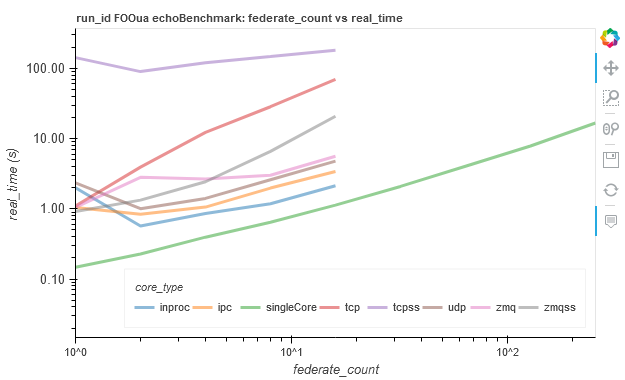 run_id FOOua echoBenchmark: federate_count vs real_time
100.00
10.00
1.00
0.10
real_time (s)
core_type
inproc ipc singleCore tcp tcpss udp zmq zmqss
10^0 10^1 10^2
federate_count